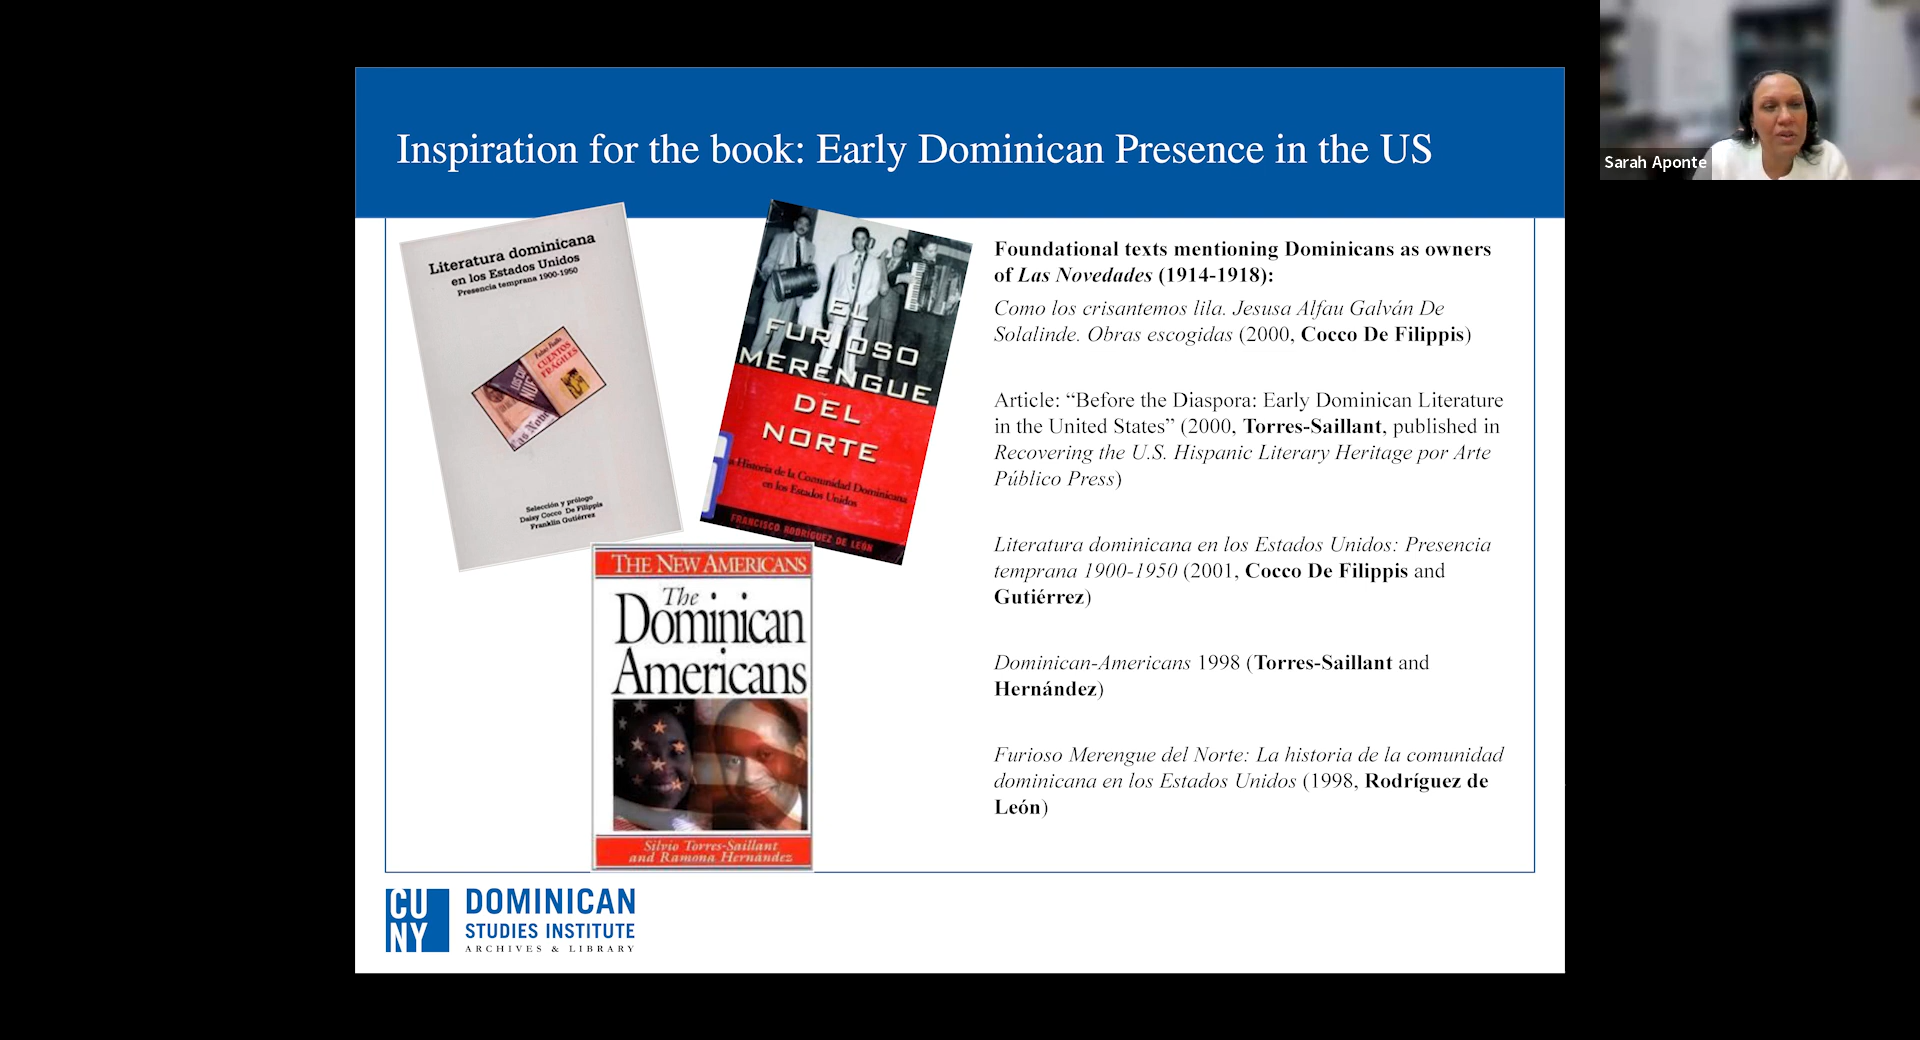 Inspiration for the book: Early Dominican Presence in the US
Sarah Aponte
Literatura dominicana
en los Estados Unidos
Presencia temprana 1900-1950
Fabio Fiallo
CUENTOS
FRÁGILES
Selección y prólogo
Daisy Cocco De Filippis
Franklin Gutiérrez
EL
FURIOSO
MERENGUE
DEL
NORTE
a Historia de la Comunidad Dominicana
en los Estados Unidos
FRANCISCO RODRÍGUEZ DE LEÓN
THE NEW AMERICANS
The
Dominican
Americans
Silvio Torres-Saillant
and Ramona Hernández
Foundational texts mentioning Dominicans as owners
of Las Novedades (1914-1918):
Como los crisantemos lila. Jesusa Alfau Galván De
Solalinde. Obras escogidas (2000, Cocco De Filippis)
Article: “Before the Diaspora: Early Dominican Literature
in the United States” (2000, Torres-Saillant, published in
Recovering the U.S. Hispanic Literary Heritage por Arte
Público Press)
Literatura dominicana en los Estados Unidos: Presencia
temprana 1900-1950 (2001, Cocco De Filippis and
Gutiérrez)
Dominican-Americans 1998 (Torres-Saillant and
Hernández)
Furioso Merengue del Norte: La historia de la comunidad
dominicana en los Estados Unidos (1998, Rodríguez de
León)
CU
NY
DOMINICAN
STUDIES INSTITUTE
ARCHIVES & LIBRARY